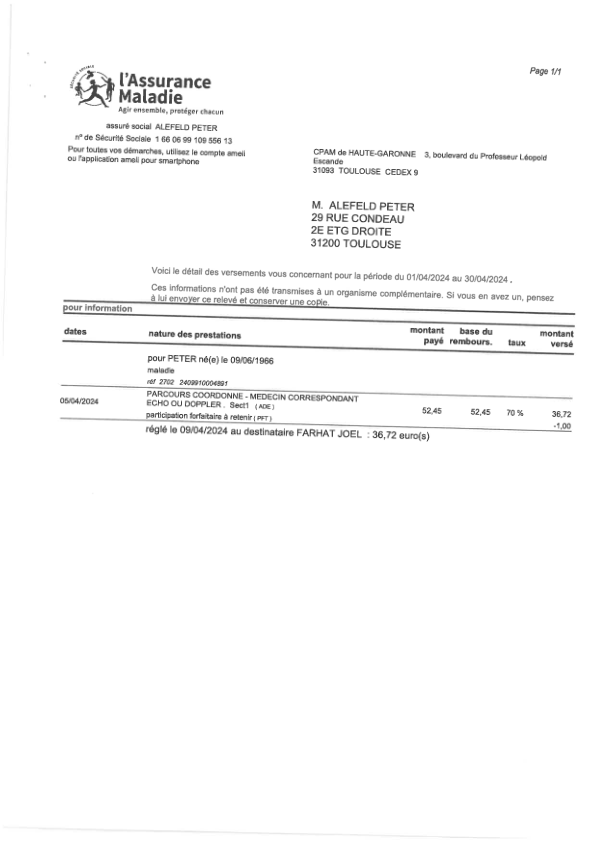 Page 1/1
SÉCURITÉ SOCIALE
l'Assurance
Maladie
Agir ensemble, protéger chacun
assuré social ALEFELD PETER
n° de Sécurité Sociale 1 66 06 99 109 556 13
Pour toutes vos démarches, utilisez le compte ameli
ou l'application ameli pour smartphone
CPAM de HAUTE-GARONNE 3, boulevard du Professeur Léopold
Escande
31093 TOULOUSE CEDEX 9
M. ALEFELD PETER
29 RUE CONDEAU
2E ETG DROITE
31200 TOULOUSE
Voici le détail des versements vous concernant pour la période du 01/04/2024 au 30/04/2024 .
Ces informations n'ont pas été transmises à un organisme complémentaire. Si vous en avez un, pensez
à lui envoyer ce relevé et conserver une copie.
pour information
dates nature des prestations montant payé base du rembours. taux montant versé
pour PETER né(e) le 09/06/1966
maladie
réf 2702 2409910004891
05/04/2024 PARCOURS COORDONNE - MEDECIN CORRESPONDANT
ECHO OU DOPPLER . Sect1 ( ADE ) 52,45 52,45 70 % 36,72
participation forfaitaire à retenir ( PFT ) -1,00
réglé le 09/04/2024 au destinataire FARHAT JOEL : 36,72 euro(s)